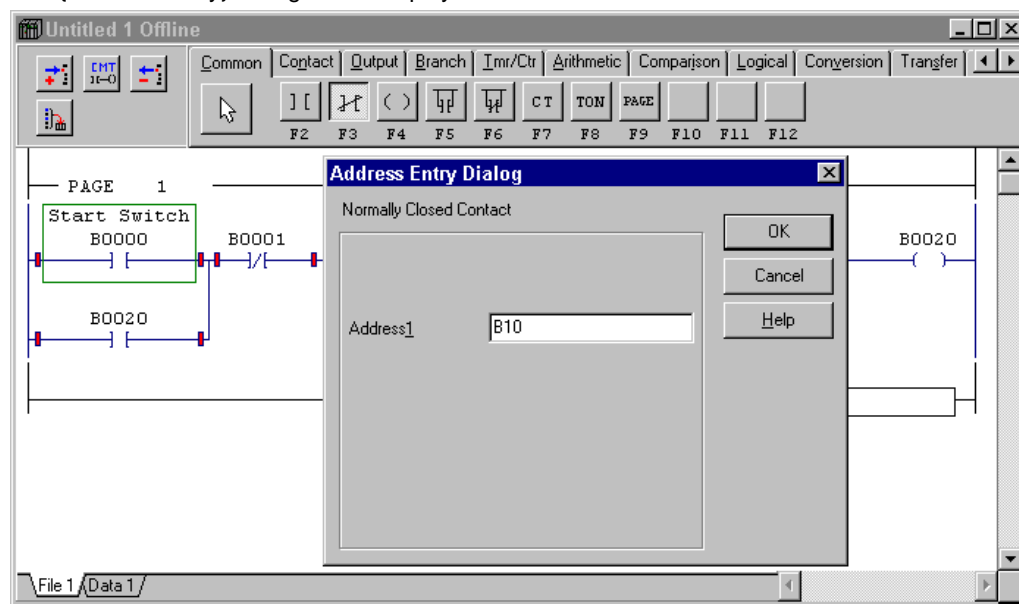 Untitled 1 Offline
Common Contact Output Branch Tmr/Ctr Arithmetic Comparison Logical Conversion Transfer
CMT
CT TON PAGE
F2 F3 F4 F5 F6 F7 F8 F9 F10 F11 F12
PAGE 1
Start Switch
B0000 B0001 B0020
B0020
Address Entry Dialog
Normally Closed Contact
Address1 B10
OK
Cancel
Help
File 1 Data 1